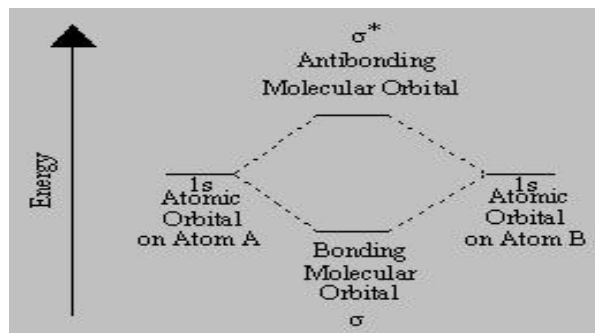 σ*
Antibonding
Molecular Orbital
Energy
1s
Atomic
Orbital
on Atom A
1s
Atomic
Orbital
on Atom B
Bonding
Molecular
Orbital
σ